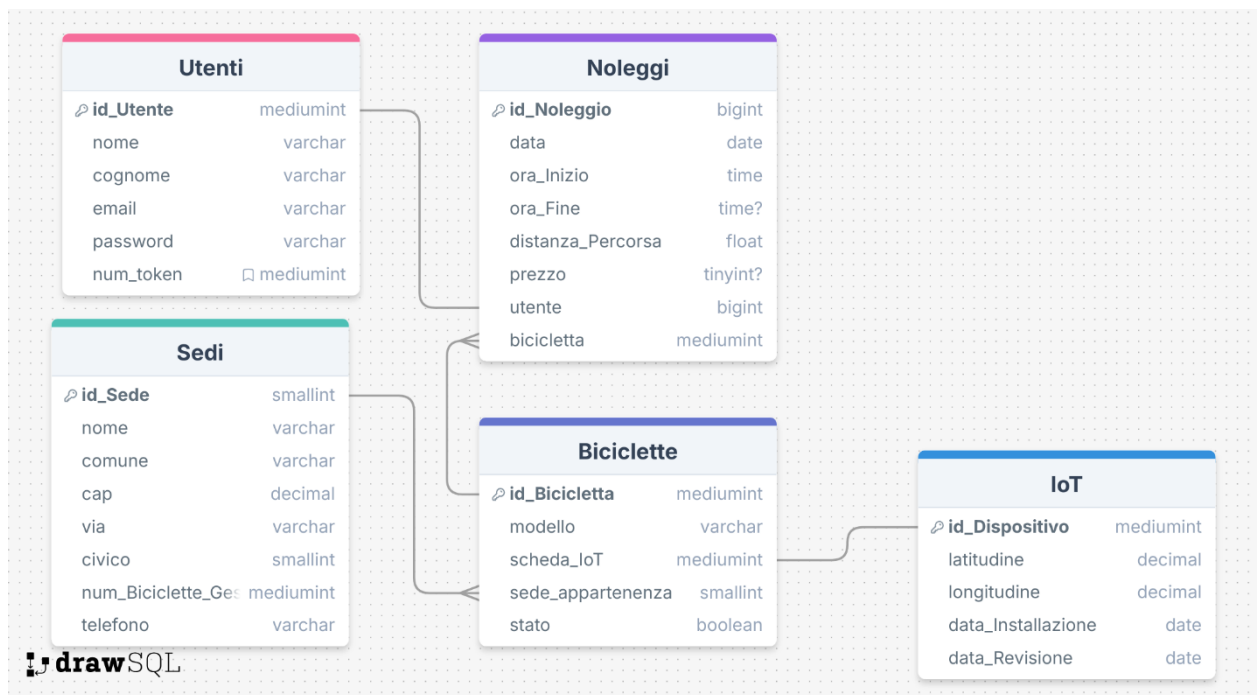 Utenti
id_Utente mediumint
nome varchar
cognome varchar
email varchar
password varchar
num_token mediumint
Noleggi
id_Noleggio bigint
data date
ora_Inizio time
ora_Fine time?
distanza_Percorsa float
prezzo tinyint?
utente bigint
bicicletta mediumint
Sedi
id_Sede smallint
nome varchar
comune varchar
cap decimal
via varchar
civico smallint
num_Biciclette_Ges mediumint
telefono varchar
Biciclette
id_Bicicletta mediumint
modello varchar
scheda_IoT mediumint
sede_appartenenza smallint
stato boolean
IoT
id_Dispositivo mediumint
latitudine decimal
longitudine decimal
data_Installazione date
data_Revisione date
drawSQL